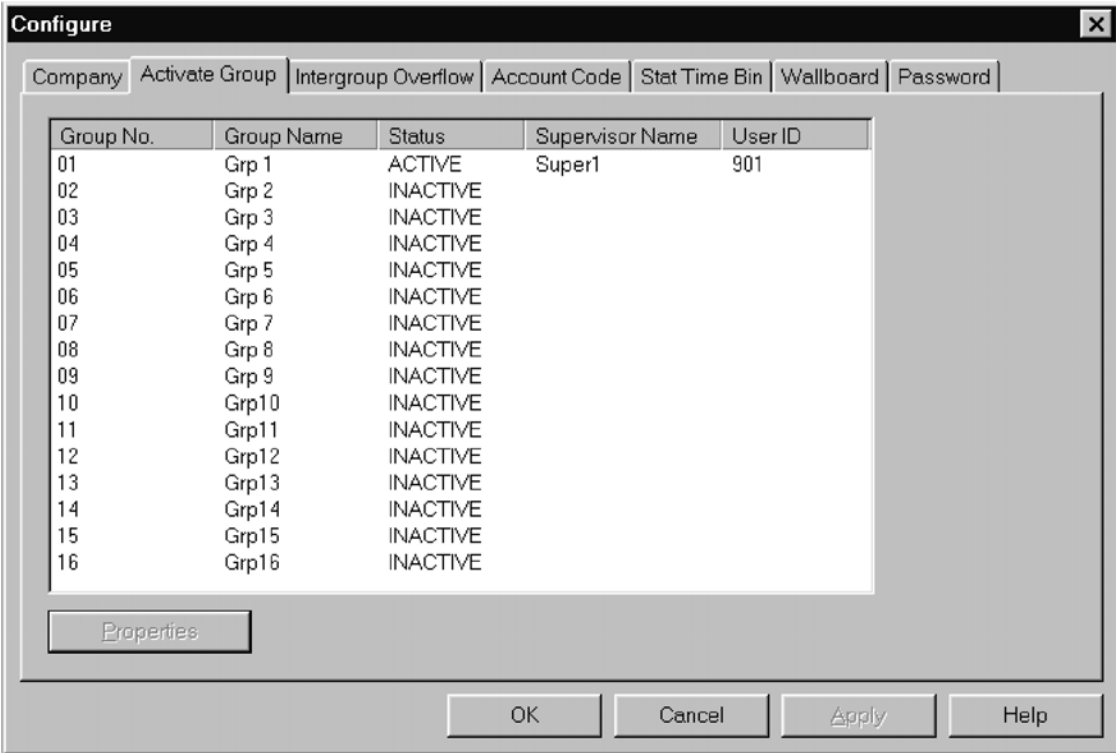 Configure
Company Activate Group Intergroup Overflow Account Code Stat Time Bin Wallboard Password
Group No. Group Name Status Supervisor Name User ID
01 Grp 1 ACTIVE Super1 901
02 Grp 2 INACTIVE
03 Grp 3 INACTIVE
04 Grp 4 INACTIVE
05 Grp 5 INACTIVE
06 Grp 6 INACTIVE
07 Grp 7 INACTIVE
08 Grp 8 INACTIVE
09 Grp 9 INACTIVE
10 Grp10 INACTIVE
11 Grp11 INACTIVE
12 Grp12 INACTIVE
13 Grp13 INACTIVE
14 Grp14 INACTIVE
15 Grp15 INACTIVE
16 Grp16 INACTIVE
Properties
OK Cancel Apply Help